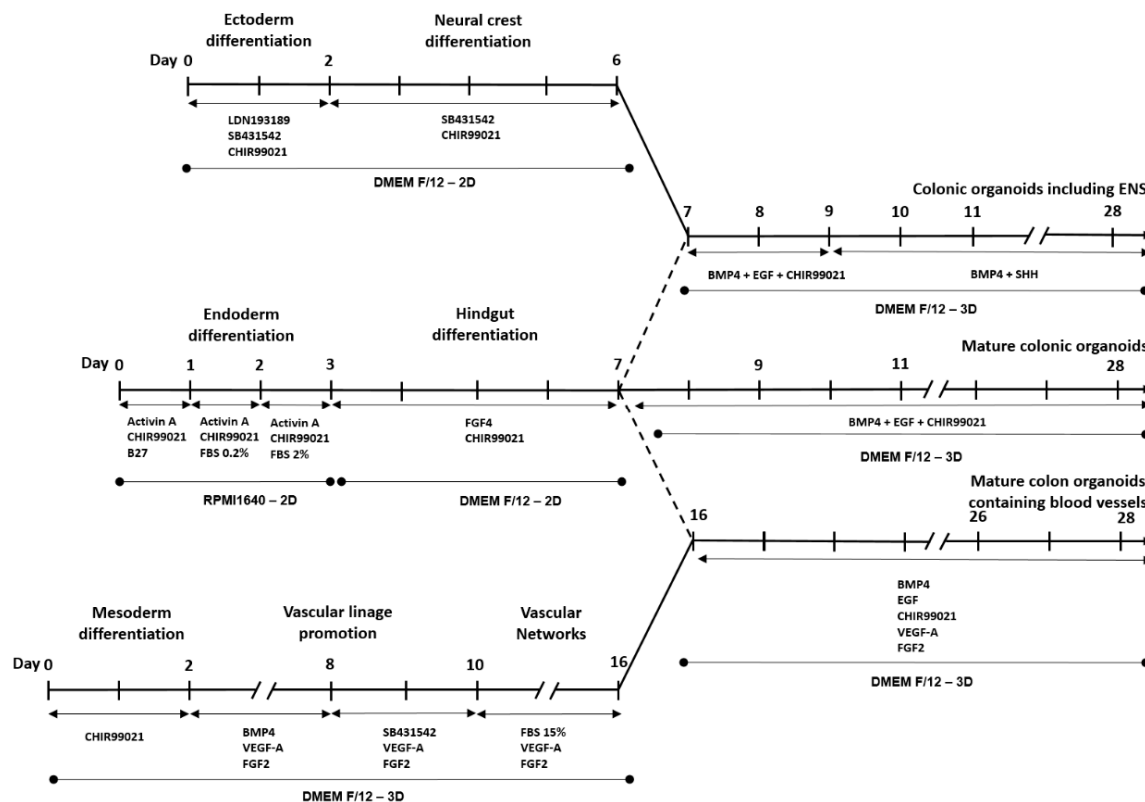 Ectoderm
differentiation
Neural crest
differentiation
Day 0 2 6
LDN193189
SB431542
CHIR99021
SB431542
CHIR99021
DMEM F/12 – 2D
Colonic organoids including ENS
7 8 9 10 11 28
BMP4 + EGF + CHIR99021
BMP4 + SHH
DMEM F/12 – 3D
Endoderm
differentiation
Hindgut
differentiation
Day 0 1 2 3 7
Activin A
CHIR99021
B27
Activin A
CHIR99021
FBS 0.2%
Activin A
CHIR99021
FBS 2%
FGF4
CHIR99021
RPMI1640 – 2D
DMEM F/12 – 2D
Mature colonic organoids
9 11 28
BMP4 + EGF + CHIR99021
DMEM F/12 – 3D
Mature colon organoids
containing blood vessels
16 26 28
BMP4
EGF
CHIR99021
VEGF-A
FGF2
DMEM F/12 – 3D
Mesoderm
differentiation
Vascular linage
promotion
Vascular
Networks
Day 0 2 8 10 16
CHIR99021
BMP4
VEGF-A
FGF2
SB431542
VEGF-A
FGF2
FBS 15%
VEGF-A
FGF2
DMEM F/12 – 3D